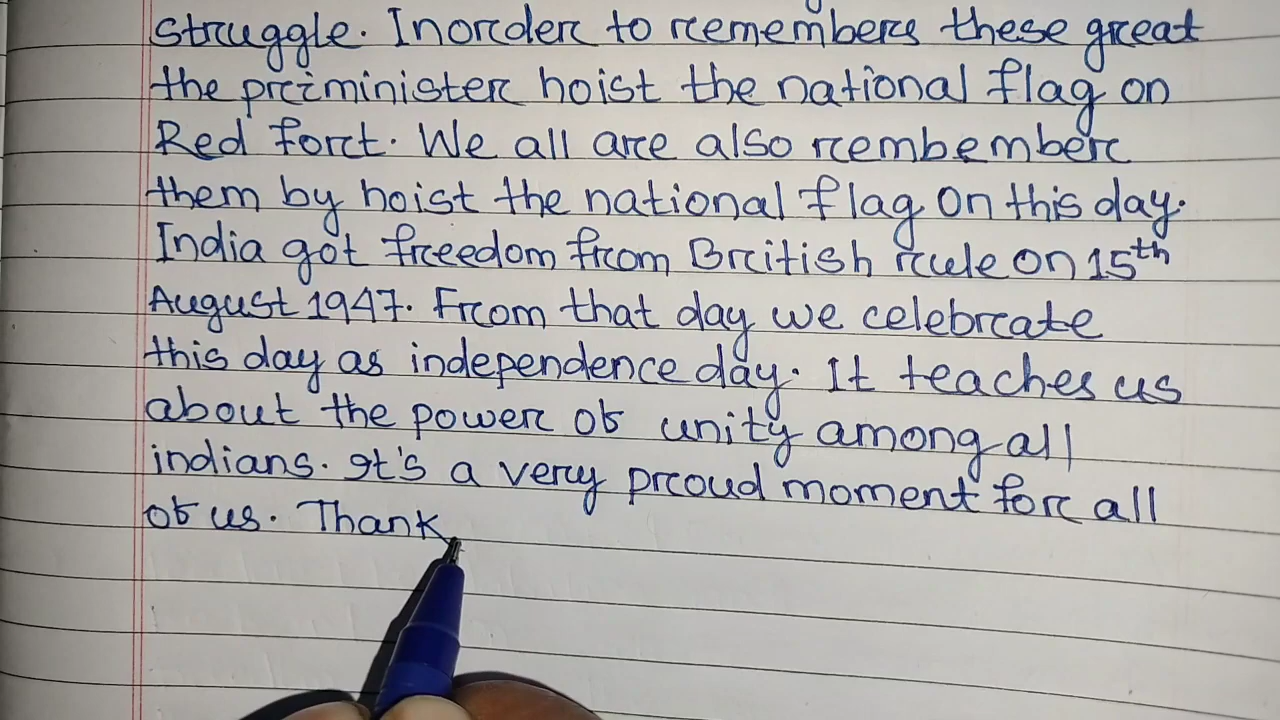 struggle. Inorder to remembers these great
the priminister hoist the national flag on
Red fort. We all are also rembember
them by hoist the national flag on this day.
India got freedom from British rule on 15th
August 1947. From that day we celebrate
this day as independence day. It teaches us
about the power of unity among all
indians. It's a very proud moment for all
of us. Thank